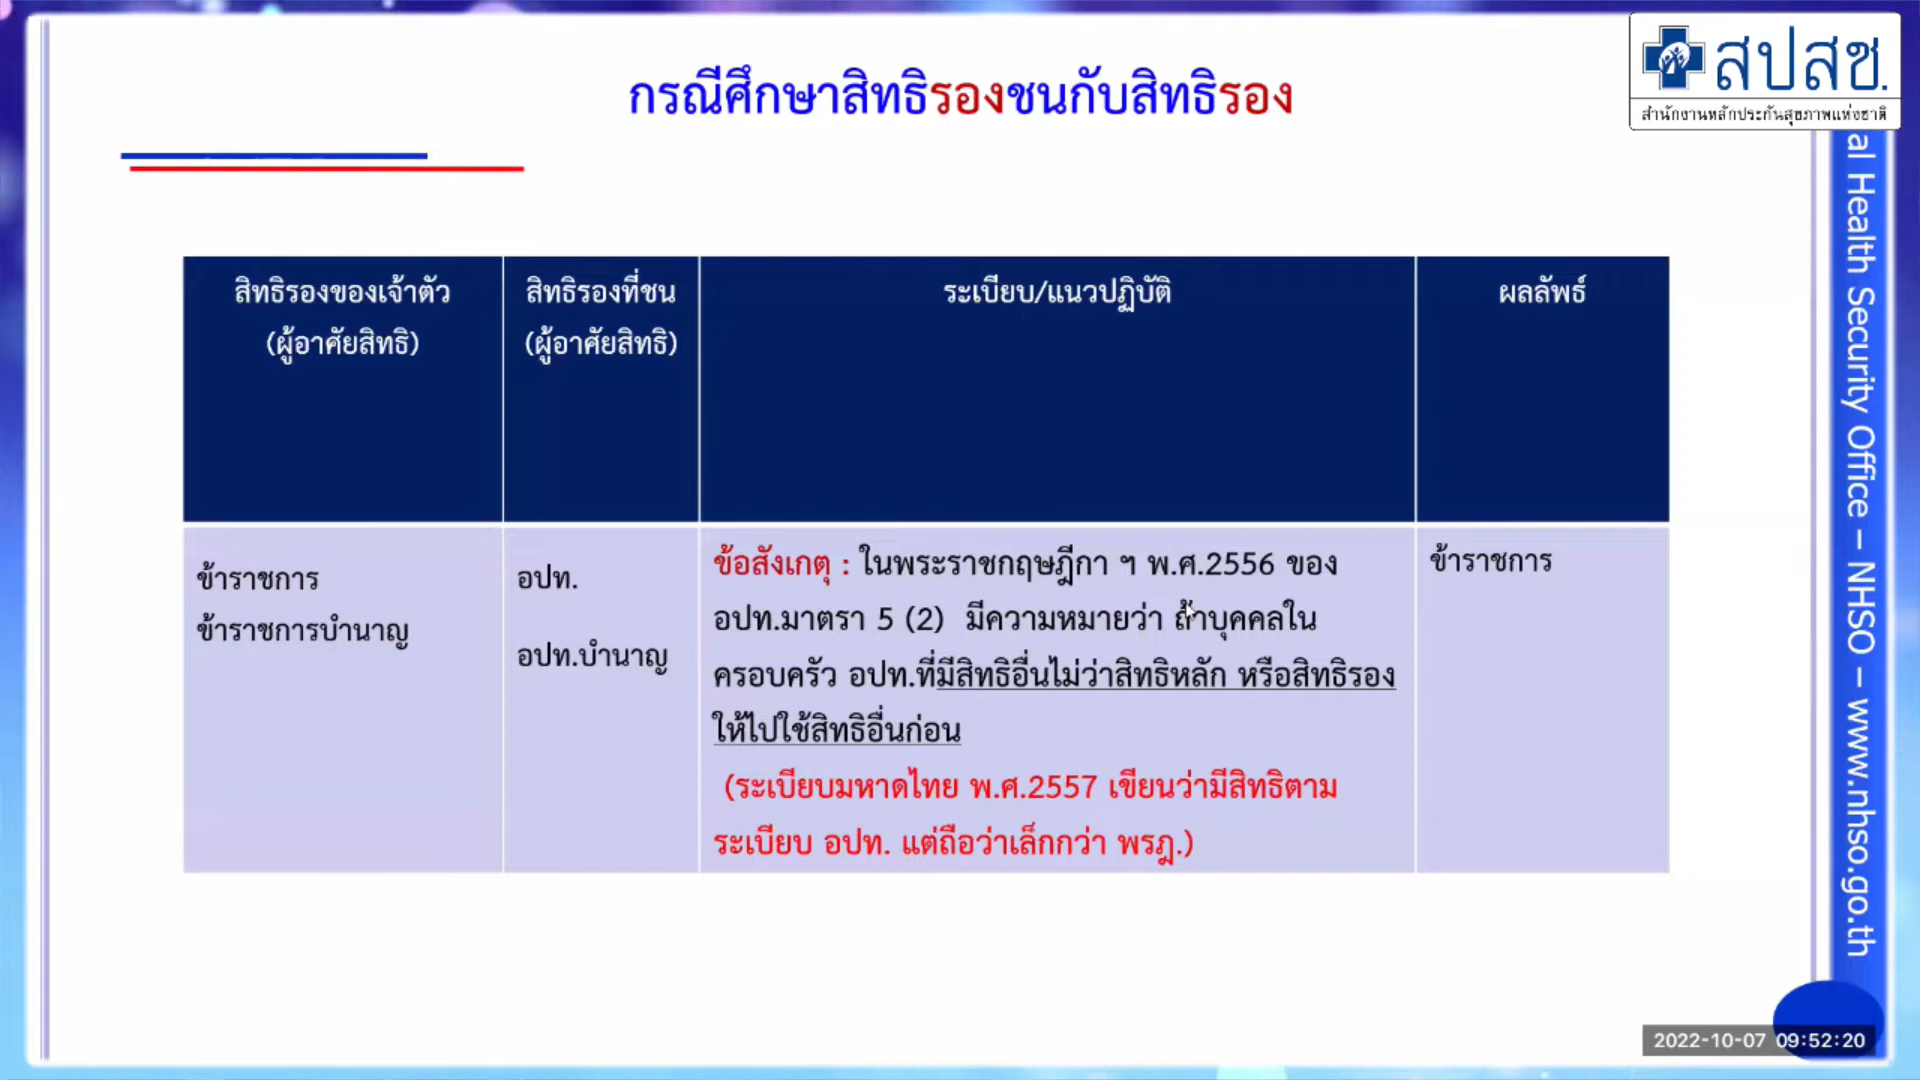 กรณีศึกษาสิทธิรองชนกับสิทธิรอง
สปสช.
สำนักงานหลักประกันสุขภาพแห่งชาติ
สิทธิรองของเจ้าตัว
(ผู้อาศัยสิทธิ)
สิทธิรองที่ชน
(ผู้อาศัยสิทธิ)
ระเบียบ/แนวปฏิบัติ
ผลลัพธ์
ข้าราชการ
ข้าราชการบำนาญ
อปท.
อปท.บำนาญ
ข้อสังเกตุ : ในพระราชกฤษฎีกา ฯ พ.ศ.2556 ของ
อปท.มาตรา 5 (2) มีความหมายว่า ถ้าบุคคลใน
ครอบครัว อปท.ที่มีสิทธิอื่นไม่ว่าสิทธิหลัก หรือสิทธิรอง
ให้ไปใช้สิทธิอื่นก่อน
(ระเบียบมหาดไทย พ.ศ.2557 เขียนว่ามีสิทธิตาม
ระเบียบ อปท. แต่ถือว่าเล็กกว่า พรฎ.)
ข้าราชการ
al Health Security Office – NHSO – www.nhso.go.th
2022-10-07 09:52:20